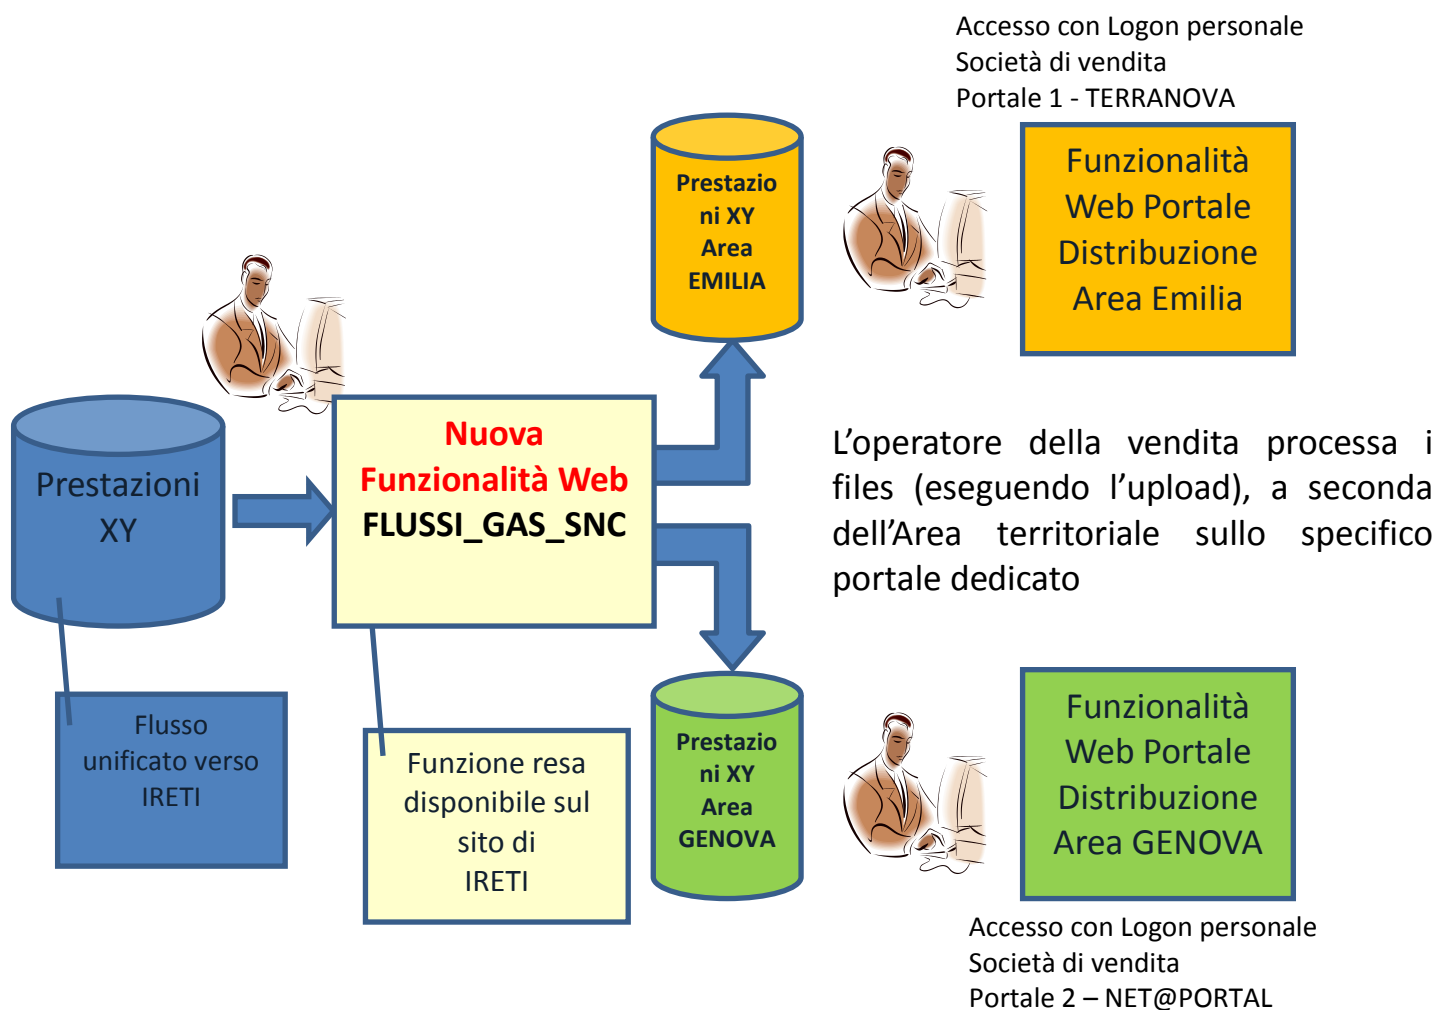 Accesso con Logon personale
Società di vendita
Portale 1 - TERRANOVA
Prestazio
ni XY
Area
EMILIA
Funzionalità
Web Portale
Distribuzione
Area Emilia
Prestazioni
XY
Nuova
Funzionalità Web
FLUSSI_GAS_SNC
L’operatore della vendita processa i
files (eseguendo l’upload), a seconda
dell’Area territoriale sullo specifico
portale dedicato
Flusso
unificato verso
IRETI
Funzione resa
disponibile sul
sito di
IRETI
Prestazio
ni XY
Area
GENOVA
Funzionalità
Web Portale
Distribuzione
Area GENOVA
Accesso con Logon personale
Società di vendita
Portale 2 – NET@PORTAL